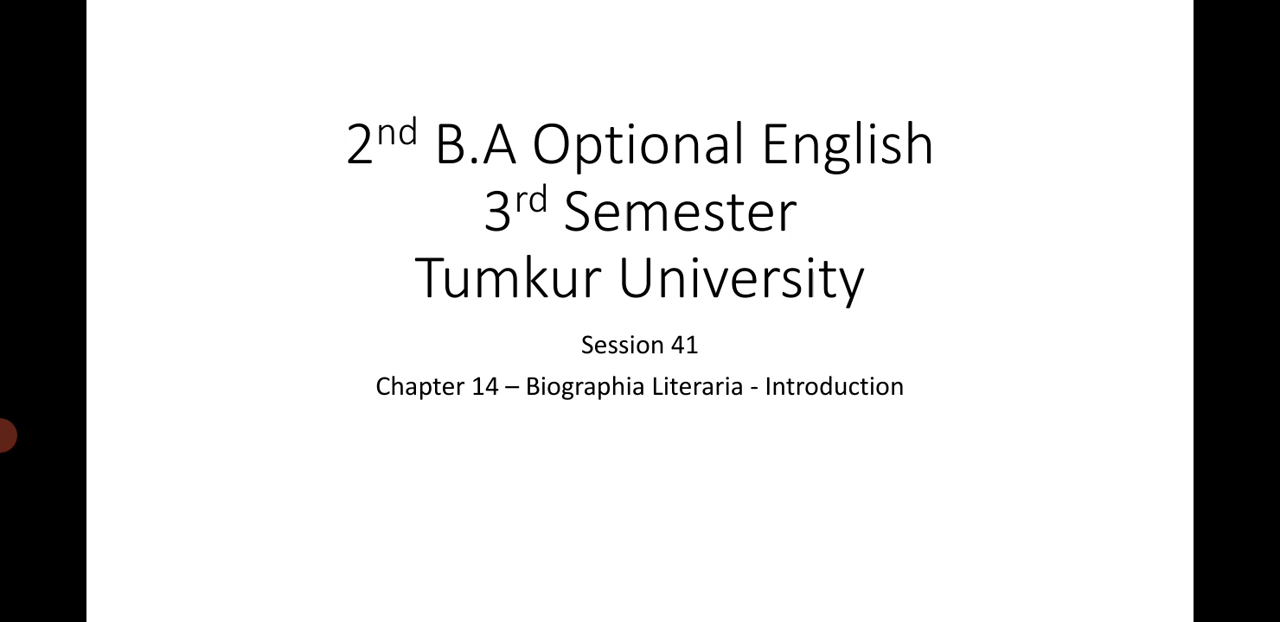 2nd B.A Optional English
3rd Semester
Tumkur University
Session 41
Chapter 14 – Biographia Literaria - Introduction